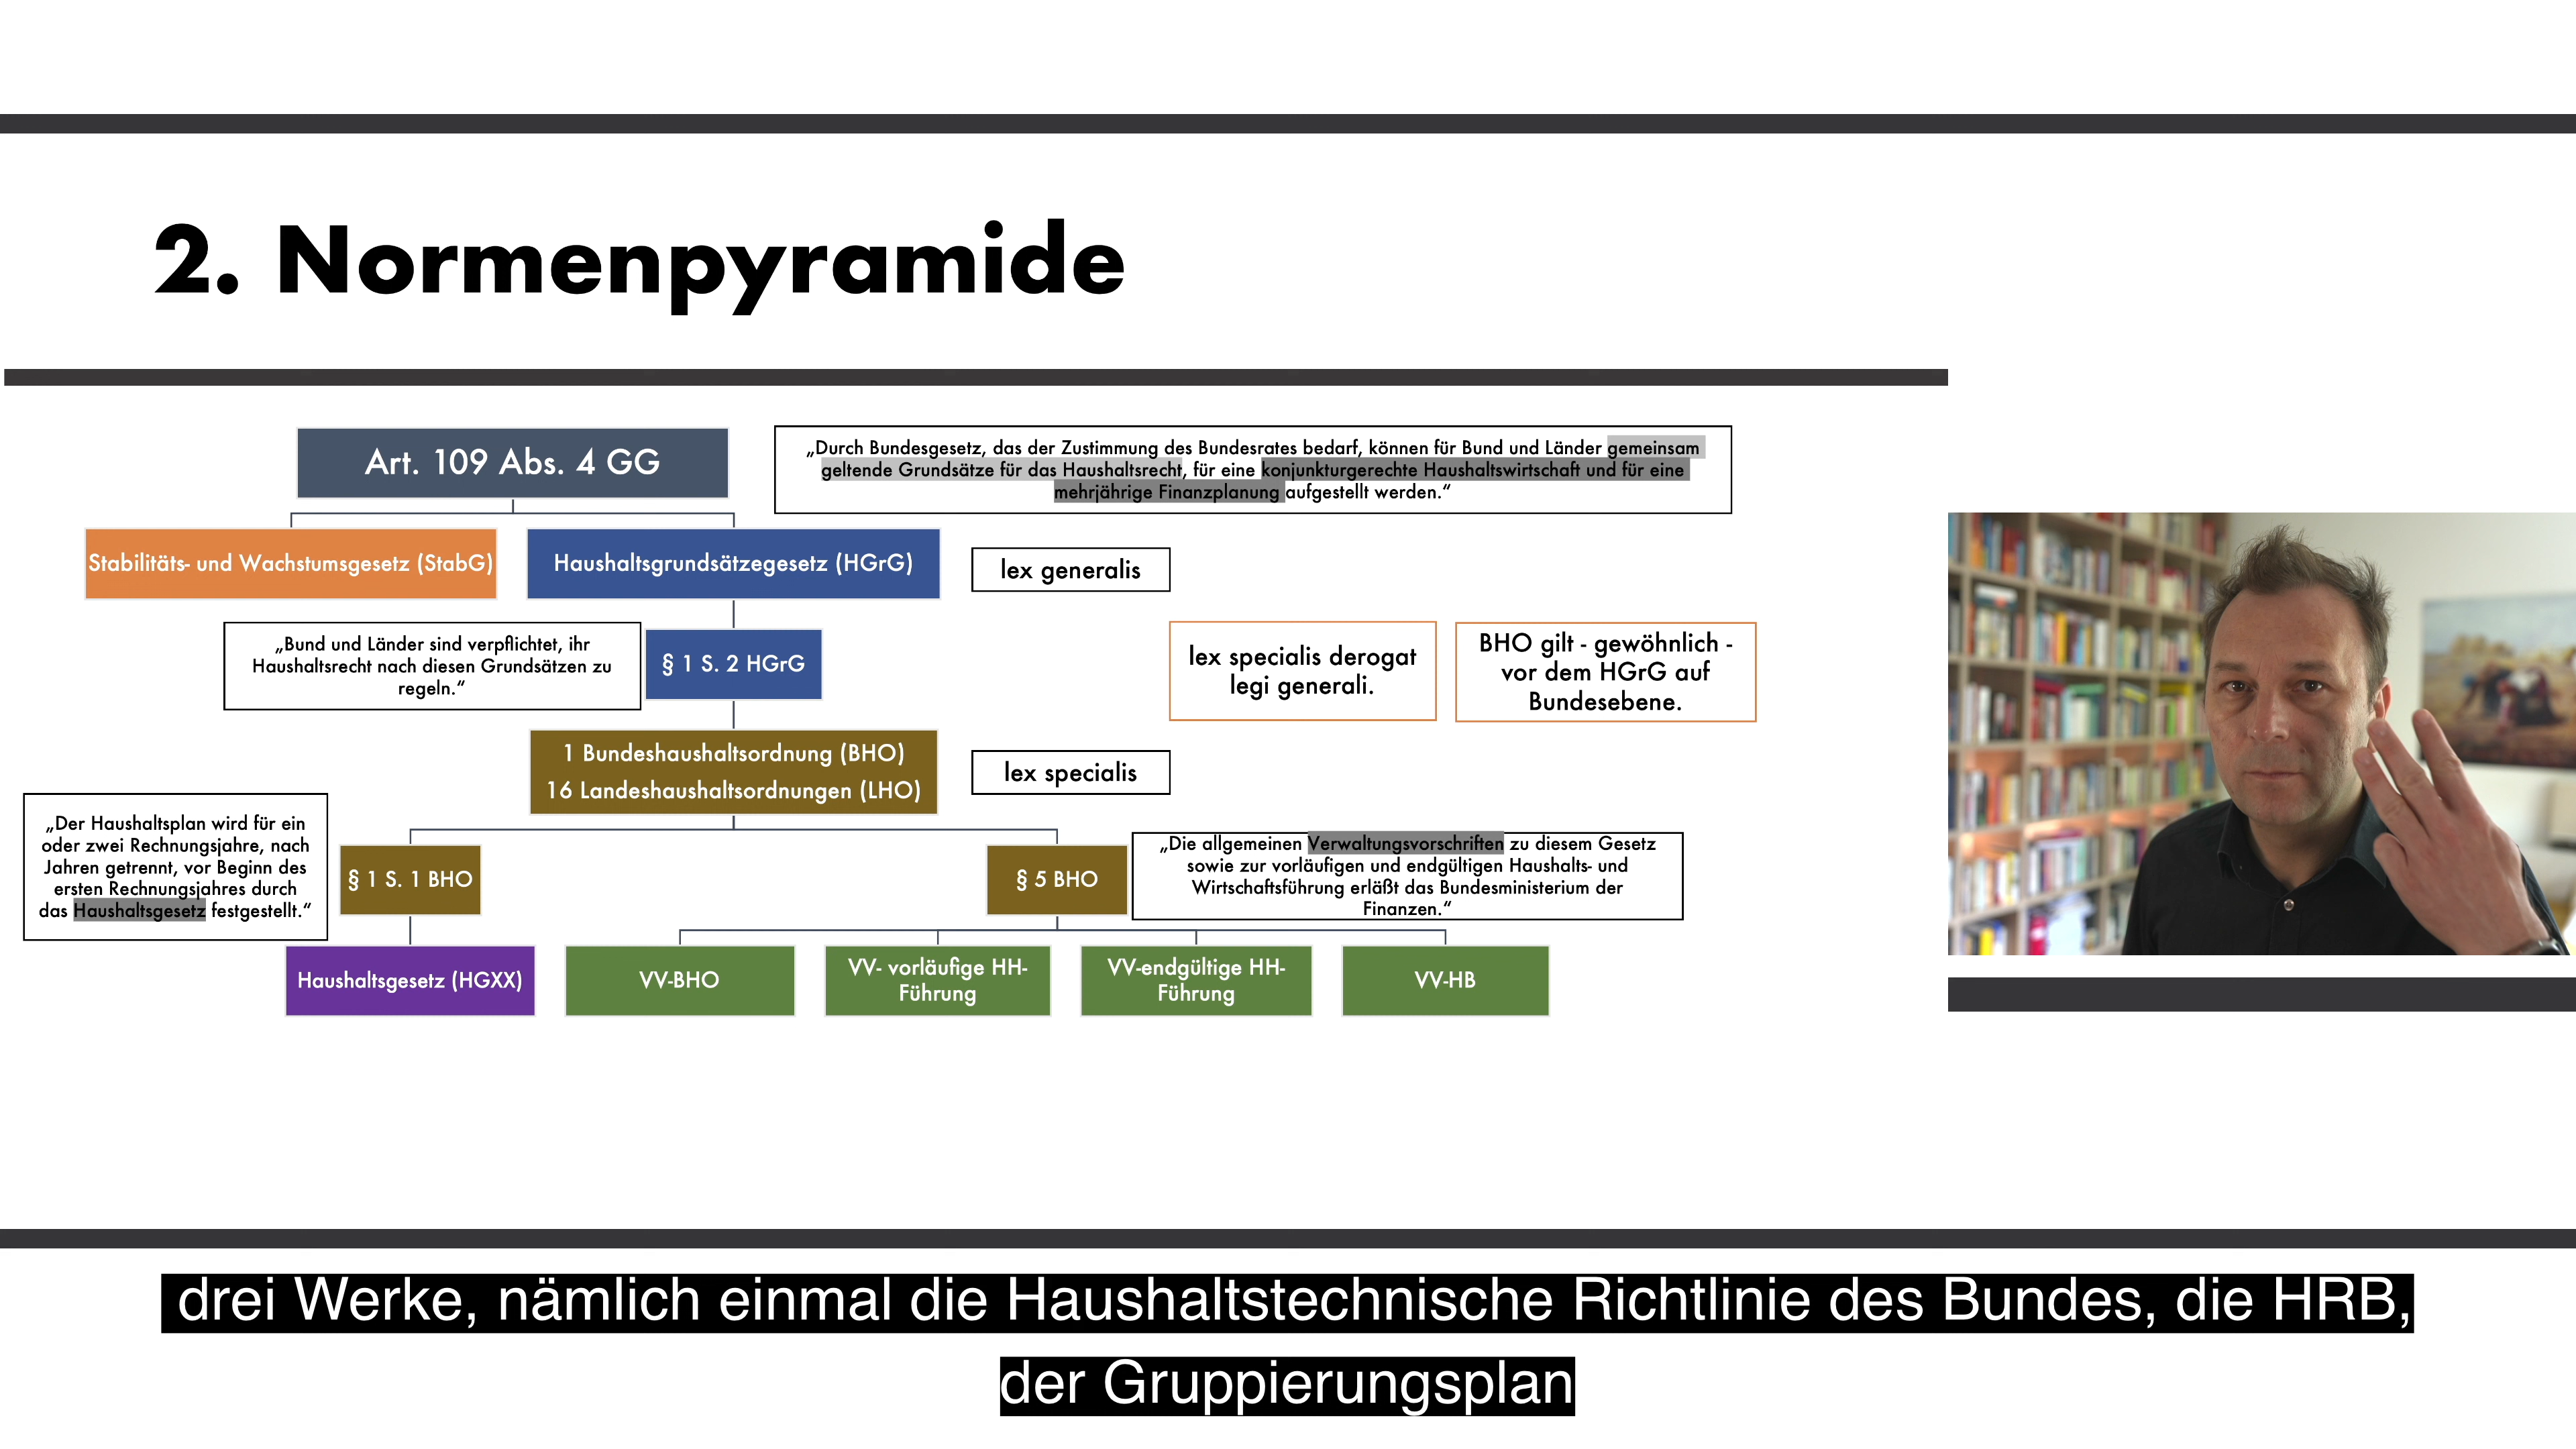 2. Normenpyramide
Art. 109 Abs. 4 GG
„Durch Bundesgesetz, das der Zustimmung des Bundesrates bedarf, können für Bund und Länder gemeinsam
geltende Grundsätze für das Haushaltsrecht, für eine konjunkturgerechte Haushaltswirtschaft und für eine
mehrjährige Finanzplanung aufgestellt werden.“
Stabilitäts- und Wachstumsgesetz (StabG)
Haushaltsgrundsätzegesetz (HGrG)
lex generalis
„Bund und Länder sind verpflichtet, ihr
Haushaltsrecht nach diesen Grundsätzen zu
regeln.“
§ 1 S. 2 HGrG
lex specialis derogat
legi generali.
BHO gilt - gewöhnlich -
vor dem HGrG auf
Bundesebene.
1 Bundeshaushaltsordnung (BHO)
16 Landeshaushaltsordnungen (LHO)
lex specialis
„Der Haushaltsplan wird für ein
oder zwei Rechnungsjahre, nach
Jahren getrennt, vor Beginn des
ersten Rechnungsjahres durch
das Haushaltsgesetz festgestellt.“
§ 1 S. 1 BHO
§ 5 BHO
„Die allgemeinen Verwaltungsvorschriften zu diesem Gesetz
sowie zur vorläufigen und endgültigen Haushalts- und
Wirtschaftsführung erläßt das Bundesministerium der
Finanzen.“
Haushaltsgesetz (HGXX)
VV-BHO
VV- vorläufige HH-
Führung
VV-endgültige HH-
Führung
VV-HB
drei Werke, nämlich einmal die Haushaltstechnische Richtlinie des Bundes, die HRB,
der Gruppierungsplan